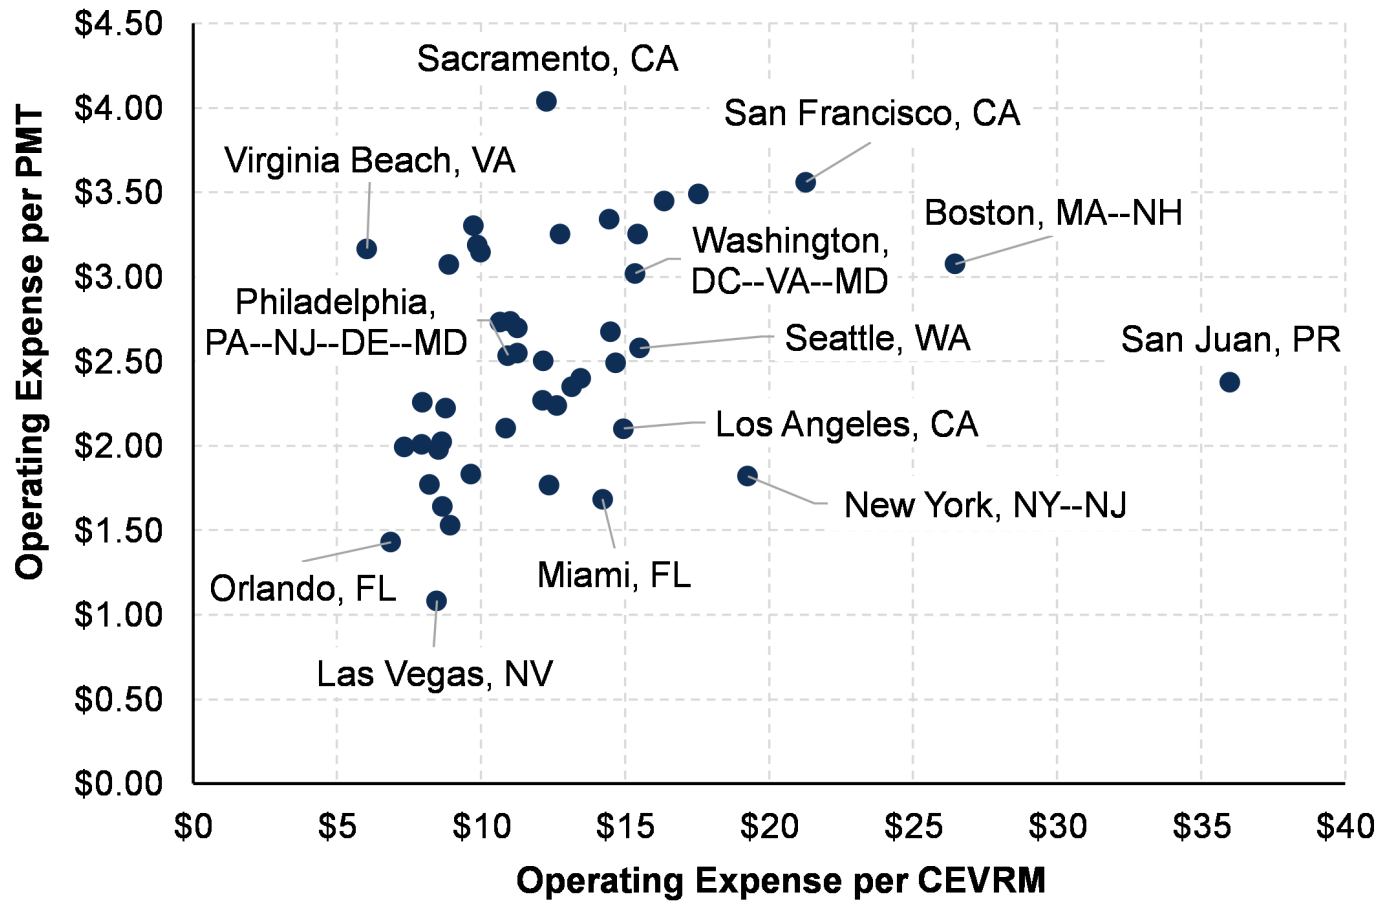 $4.50
Sacramento, CA
$4.00
San Francisco, CA
Virginia Beach, VA
$3.50
Boston, MA--NH
Washington,
DC--VA--MD
$3.00
Philadelphia,
PA--NJ--DE--MD
Seattle, WA
San Juan, PR
$2.50
Los Angeles, CA
$2.00
New York, NY--NJ
$1.50
Miami, FL
Orlando, FL
$1.00
Las Vegas, NV
$0.50
$0.00
Operating Expense per PMT
$0 $5 $10 $15 $20 $25 $30 $35 $40
Operating Expense per CEVRM